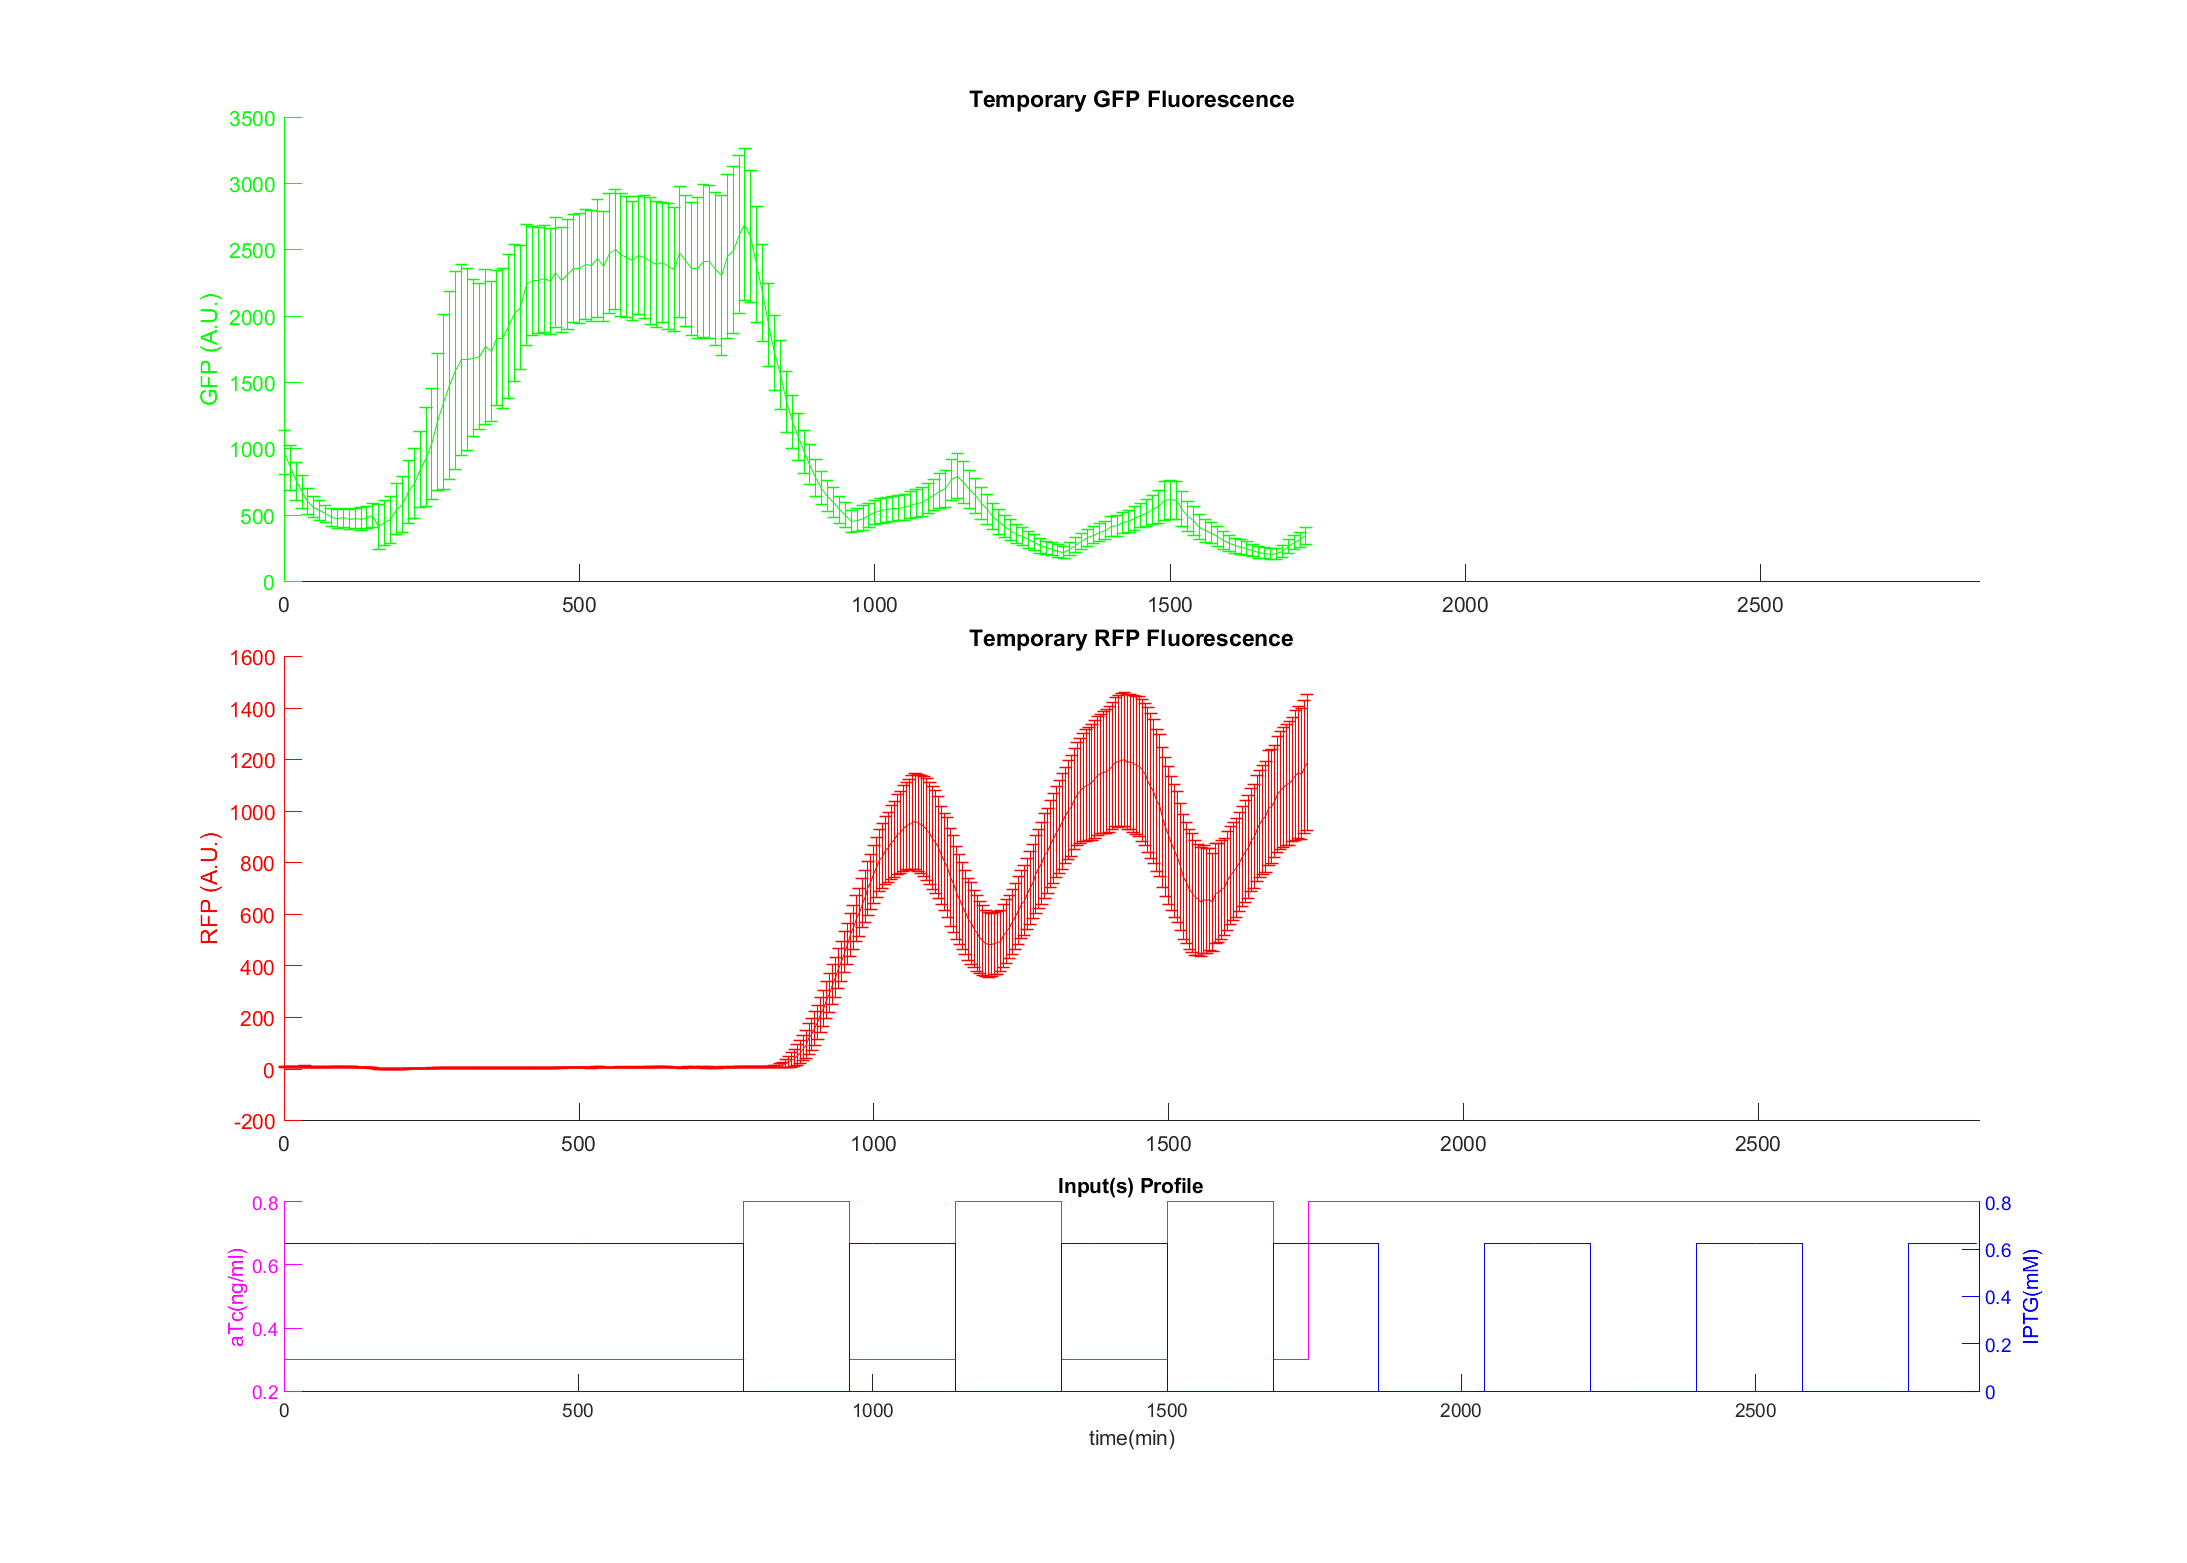 Temporary GFP Fluorescence
3500
3000
2500
2000
1500
1000
500
0
GFP (A.U.)
0 500 1000 1500 2000 2500
Temporary RFP Fluorescence
1600
1400
1200
1000
800
600
400
200
0
-200
RFP (A.U.)
0 500 1000 1500 2000 2500
Input(s) Profile
0.8
0.6
0.4
0.2
aTc(ng/ml)
0.8
0.6
0.4
0.2
0
IPTG(mM)
0 500 1000 1500 2000 2500
time(min)